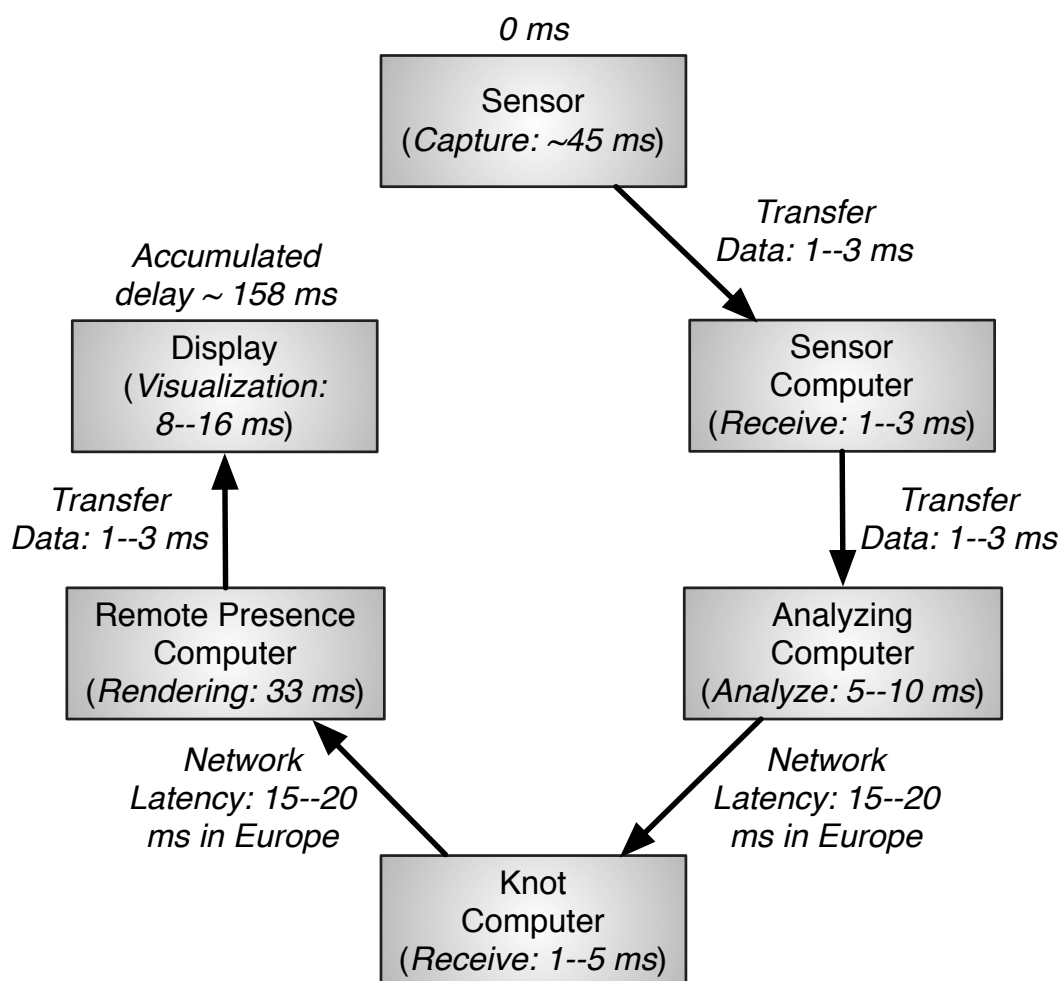 0 ms
Sensor
(Capture: ~45 ms)
Transfer
Data: 1--3 ms
Sensor
Computer
(Receive: 1--3 ms)
Transfer
Data: 1--3 ms
Analyzing
Computer
(Analyze: 5--10 ms)
Network
Latency: 15--20
ms in Europe
Knot
Computer
(Receive: 1--5 ms)
Network
Latency: 15--20
ms in Europe
Remote Presence
Computer
(Rendering: 33 ms)
Transfer
Data: 1--3 ms
Accumulated
delay ~ 158 ms
Display
(Visualization:
8--16 ms)